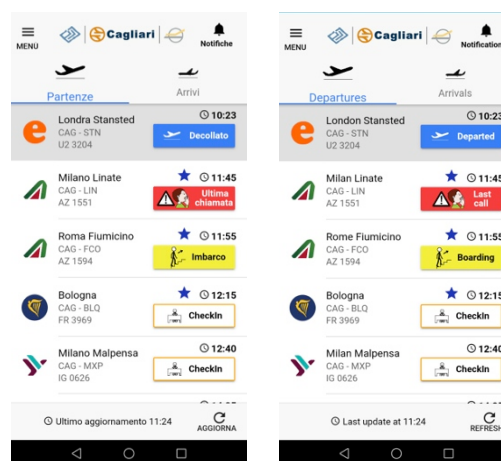 MENÙ
Cagliari
Notifiche
Partenze
Arrivi
Londra Stansted
CAG - STN
U2 3204
10:23
Decollato
Milano Linate
CAG - LIN
AZ 1551
11:45
Ultima
chiamata
Roma Fiumicino
CAG - FCO
AZ 1594
11:55
Imbarco
Bologna
CAG - BLQ
FR 3969
12:15
CheckIn
Milano Malpensa
CAG - MXP
IG 0626
12:40
CheckIn
Ultimo aggiornamento 11:24
AGGIORNA
MENU
Cagliari
Notification
Departures
Arrivals
London Stansted
CAG - STN
U2 3204
10:23
Departed
Milan Linate
CAG - LIN
AZ 1551
11:45
Last
call
Rome Fiumicino
CAG - FCO
AZ 1594
11:55
Boarding
Bologna
CAG - BLQ
FR 3969
12:15
CheckIn
Milan Malpensa
CAG - MXP
IG 0626
12:40
CheckIn
Last update at 11:24
REFRESH